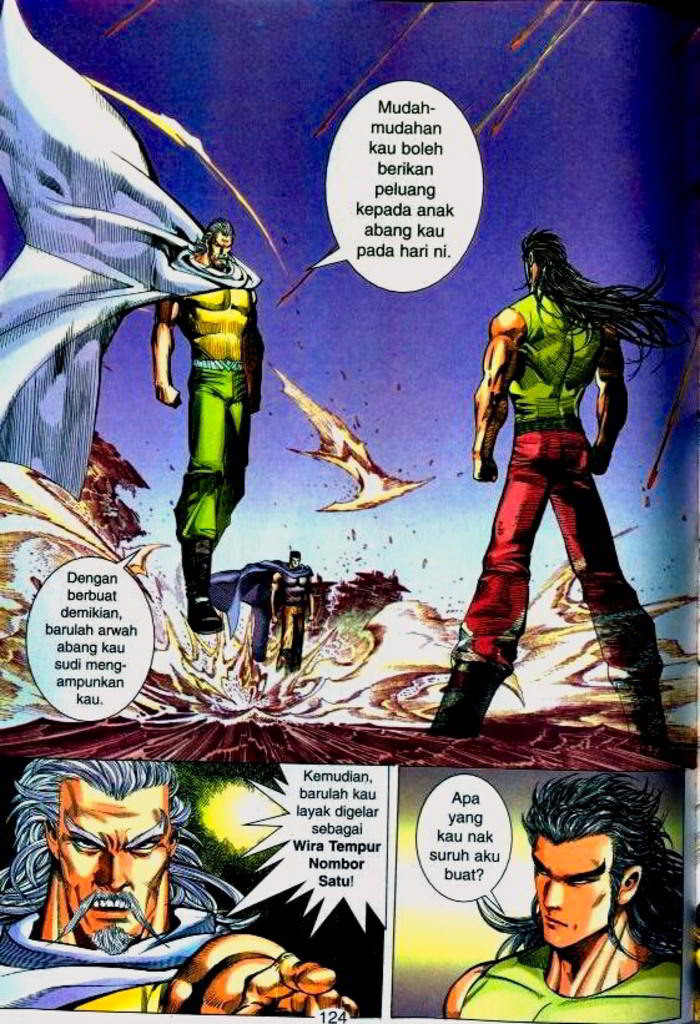 Mudah-
mudahan
kau boleh
berikan
peluang
kepada anak
abang kau
pada hari ni.
Dengan
berbuat
demikian,
barulah arwah
abang kau
sudi meng-
ampunkan
kau.
Kemudian,
barulah kau
layak digelar
sebagai
Wira Tempur
Nombor
Satu!
Apa
yang
kau nak
suruh aku
buat?
124